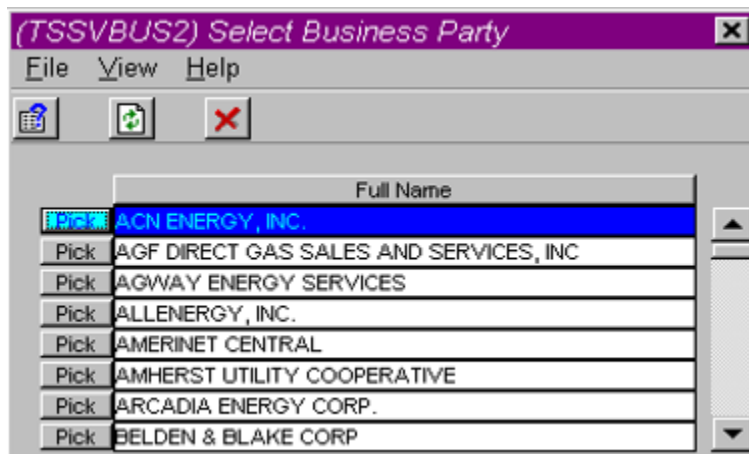 (TSSVBUS2) Select Business Party
File View Help
Full Name
Pick ACN ENERGY, INC.
Pick AGF DIRECT GAS SALES AND SERVICES, INC
Pick AGWAY ENERGY SERVICES
Pick ALLENERGY, INC.
Pick AMERINET CENTRAL
Pick AMHERST UTILITY COOPERATIVE
Pick ARCADIA ENERGY CORP.
Pick BELDEN & BLAKE CORP